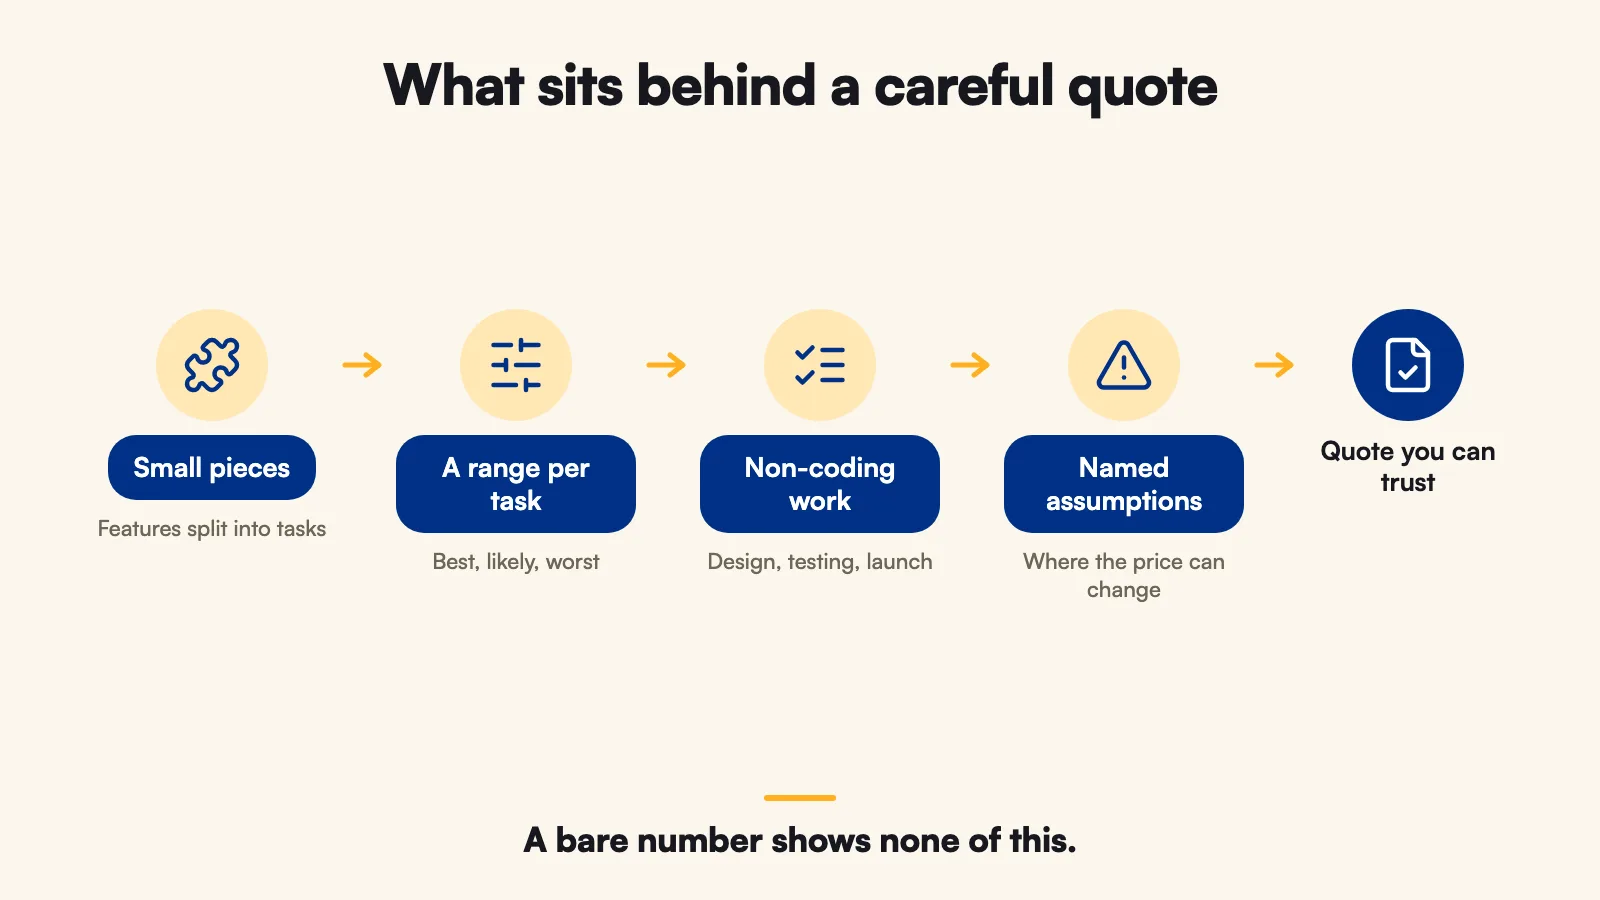 What sits behind a careful quote
Small pieces
Features split into tasks
A range per
task
Best, likely, worst
Non-coding
work
Design, testing, launch
Named
assumptions
Where the price can
change
Quote you can
trust
A bare number shows none of this.